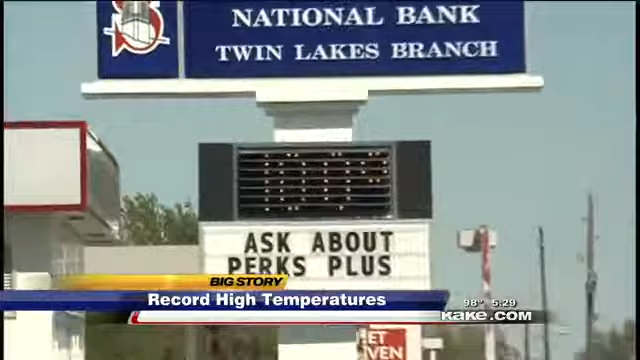 NATIONAL BANK
TWIN LAKES BRANCH
ASK ABOUT
PERKS PLUS
BIG STORY
Record High Temperatures
98° 5:29
KAKE.COM